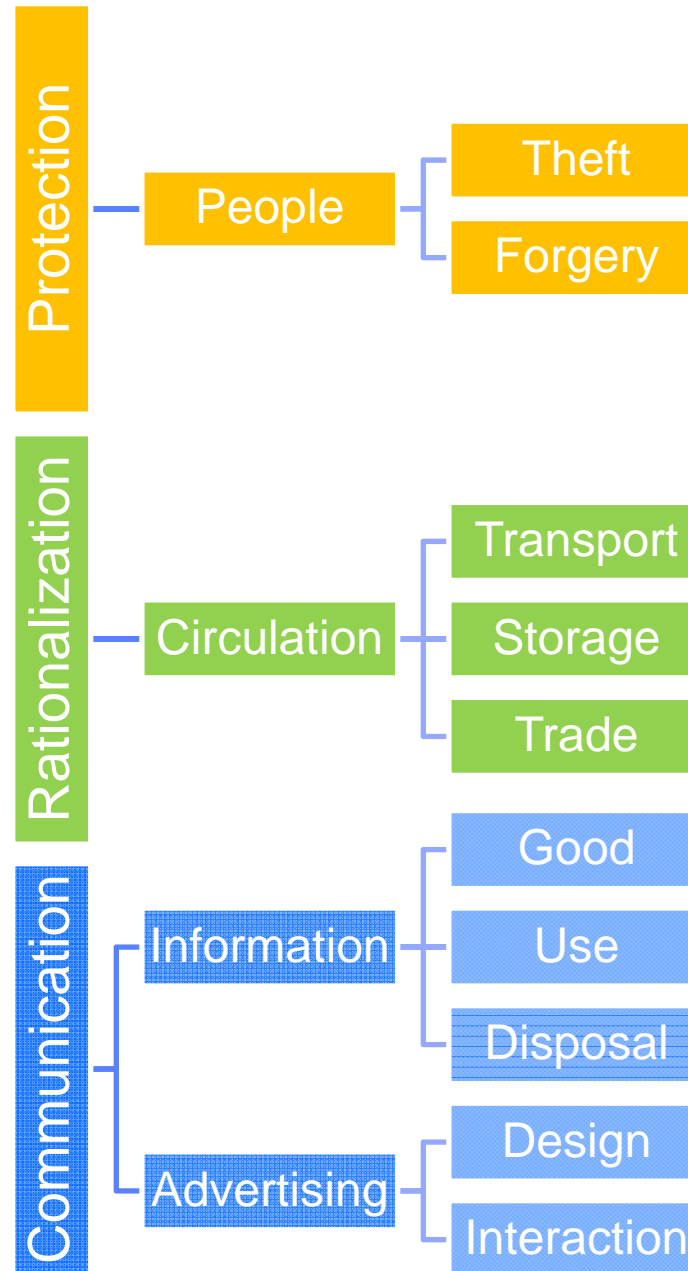 Protection
People
Theft
Forgery
Rationalization
Circulation
Transport
Storage
Trade
Communication
Information
Good
Use
Disposal
Advertising
Design
Interaction